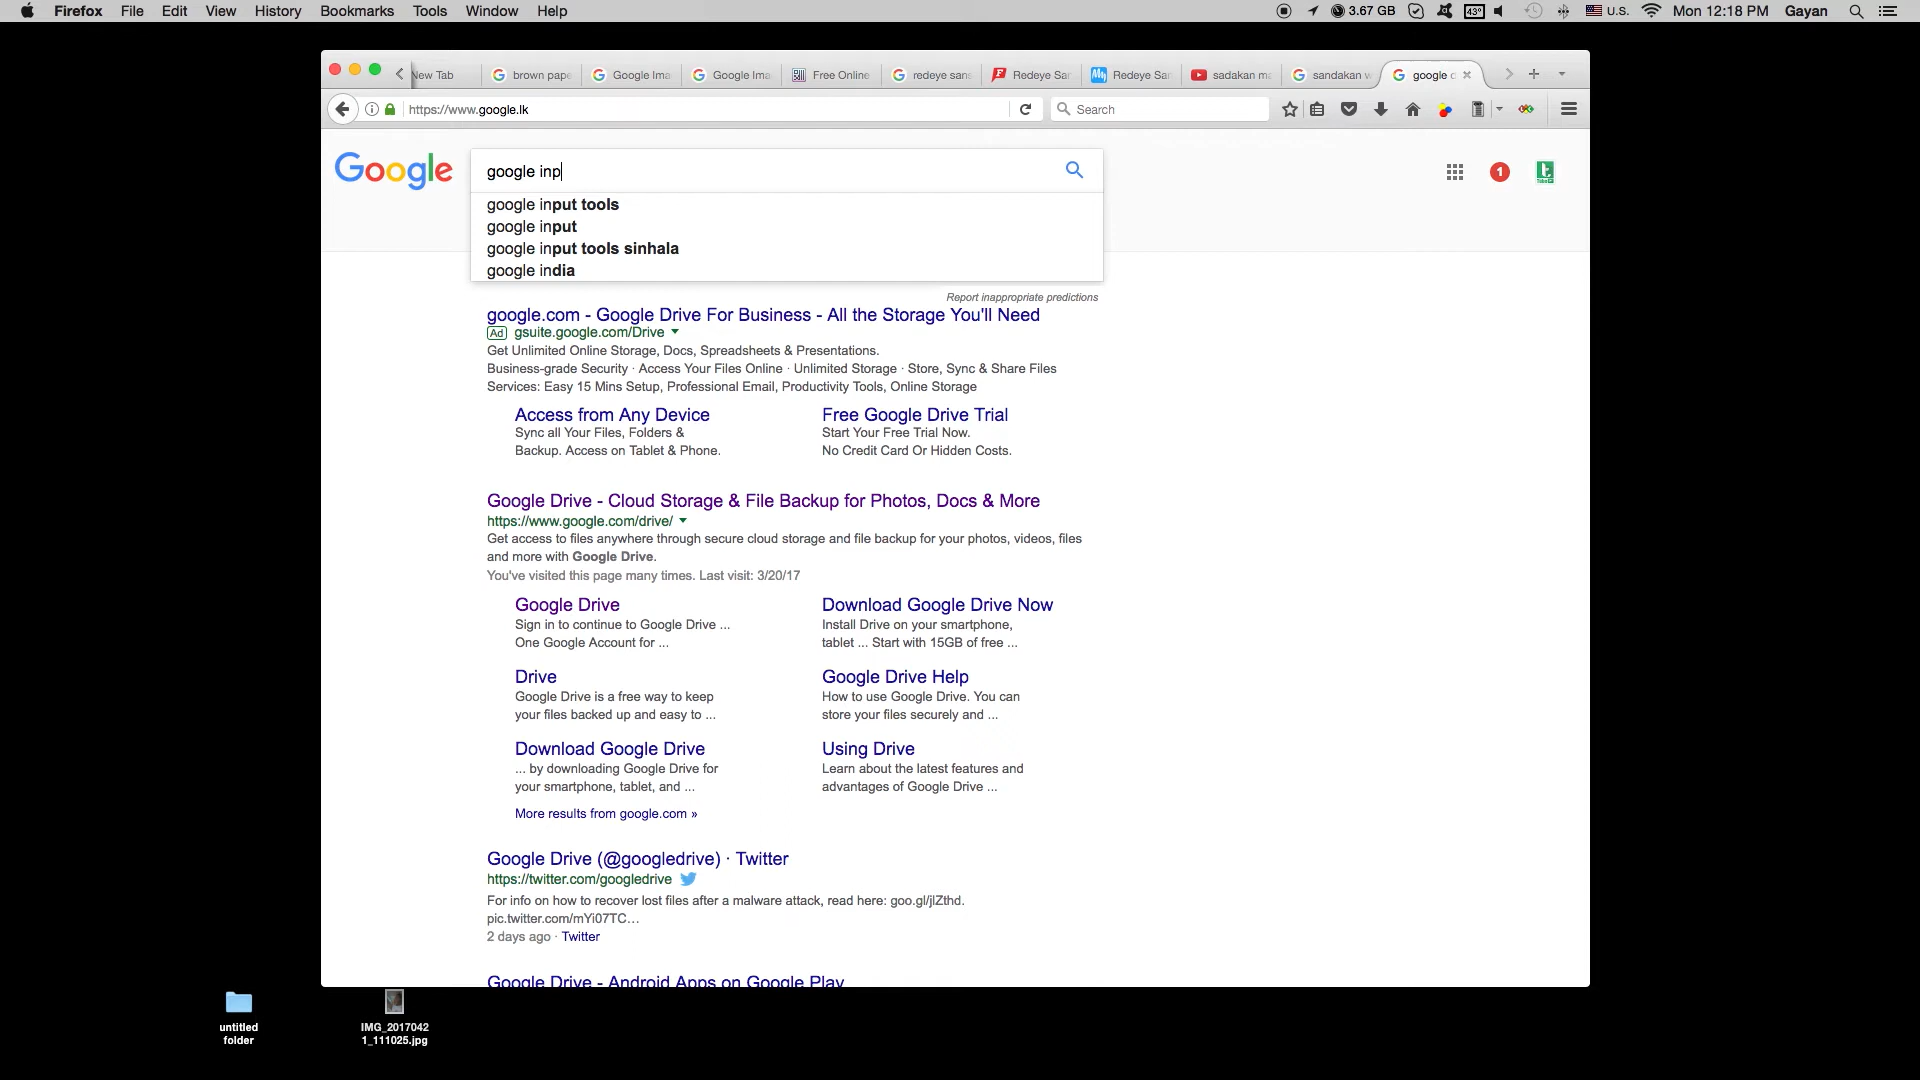 Firefox File Edit View History Bookmarks Tools Window Help
3.67 GB 43° U.S. Mon 12:18 PM Gayan
New Tab brown pape Google Ima Google Ima Free Online redeye sans Redeye Sar Redeye San sadakan ma sandakan w google d
https://www.google.lk
Search
Google
google inp
1
google input tools
google input
google input tools sinhala
google india
Report inappropriate predictions
google.com - Google Drive For Business - All the Storage You'll Need
Ad gsuite.google.com/Drive
Get Unlimited Online Storage, Docs, Spreadsheets & Presentations.
Business-grade Security · Access Your Files Online · Unlimited Storage · Store, Sync & Share Files
Services: Easy 15 Mins Setup, Professional Email, Productivity Tools, Online Storage
Access from Any Device
Sync all Your Files, Folders &
Backup. Access on Tablet & Phone.
Free Google Drive Trial
Start Your Free Trial Now.
No Credit Card Or Hidden Costs.
Google Drive - Cloud Storage & File Backup for Photos, Docs & More
https://www.google.com/drive/
Get access to files anywhere through secure cloud storage and file backup for your photos, videos, files
and more with Google Drive.
You've visited this page many times. Last visit: 3/20/17
Google Drive
Sign in to continue to Google Drive ...
One Google Account for ...
Download Google Drive Now
Install Drive on your smartphone,
tablet ... Start with 15GB of free ...
Drive
Google Drive is a free way to keep
your files backed up and easy to ...
Google Drive Help
How to use Google Drive. You can
store your files securely and ...
Download Google Drive
... by downloading Google Drive for
your smartphone, tablet, and ...
Using Drive
Learn about the latest features and
advantages of Google Drive ...
More results from google.com »
Google Drive (@googledrive) · Twitter
https://twitter.com/googledrive
For info on how to recover lost files after a malware attack, read here: goo.gl/jlZthd.
pic.twitter.com/mYi07TC…
2 days ago · Twitter
Google Drive - Android Apps on Google Play
untitled
folder
IMG_2017042
1_111025.jpg